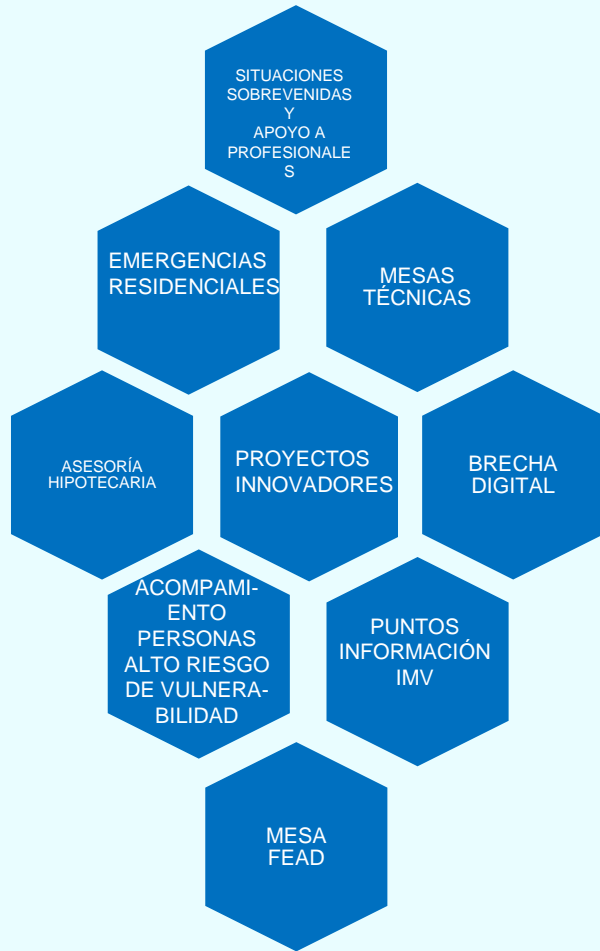 SITUACIONES
SOBREVENIDAS
Y
APOYO A
PROFESIONALE
S
EMERGENCIAS
RESIDENCIALES
MESAS
TÉCNICAS
ASESORÍA
HIPOTECARIA
PROYECTOS
INNOVADORES
BRECHA
DIGITAL
ACOMPAMI-
ENTO
PERSONAS
ALTO RIESGO
DE VULNERA-
BILIDAD
PUNTOS
INFORMACIÓN
IMV
MESA
FEAD